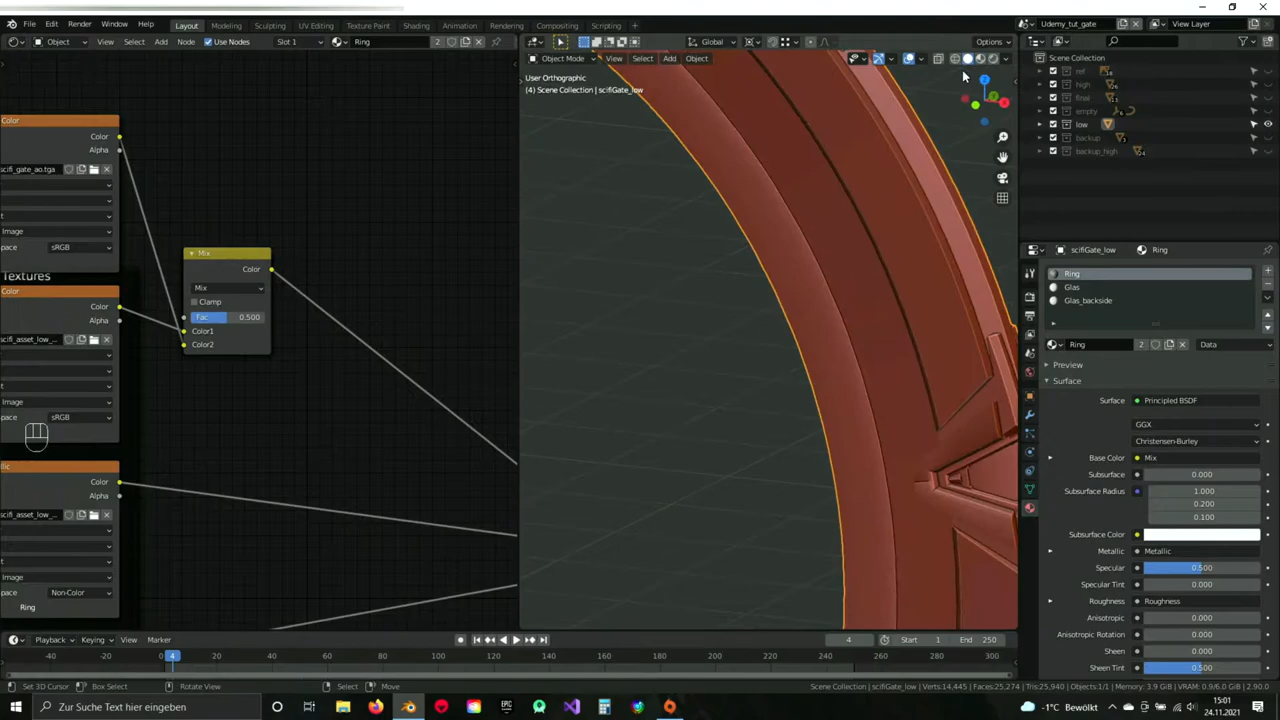 File Edit Render Window Help Layout Modeling Sculpting UV Editing Texture Paint Shading Animation Rendering Compositing Scripting + Udemy_tut_gate View Layer
Object View Select Add Node Use Nodes Slot 1 Ring 2 Global Options
Object Mode View Select Add Object Scene Collection
User Orthographic
(4) Scene Collection | scifiGate_low
ref 18
high 26
final 13
empty 6
low
backup 3
backup_high 24
Color
Color
Alpha
scifi_gate_ao.tga
Image
sRGB
Textures
Color
Color
Alpha
scifi_asset_low_...
Image
sRGB
Color
Alpha
scifi_asset_low_...
Image
Non-Color
Ring
Mix
Color
Mix
Clamp
Fac 0.500
Color1
Color2
Z
Y
X
scifiGate_low Ring
Ring
Glas
Glas_backside
Ring 2 Data
Preview
Surface
Surface Principled BSDF
GGX
Christensen-Burley
Base Color Mix
Subsurface 0.000
Subsurface Radius 1.000
0.200
0.100
Subsurface Color
Metallic Metallic
Specular 0.500
Specular Tint 0.000
Roughness Roughness
Anisotropic 0.000
Anisotropic Rotation 0.000
Sheen 0.000
Sheen Tint 0.500
Playback Keying View Marker 4 Start 1 End 250
-40 -20 0 4 20 40 60 80 100 120 140 160 180 200 220 240 260 280 300
Set 3D Cursor Box Select Rotate View Select Move Scene Collection | scifiGate_low | Verts:14,445 | Faces:25,274 | Tris:25,940 | Objects:1/1 | Memory: 3.9 GiB | VRAM: 0.9/6.0 GiB | 2.90.0
Zur Suche Text hier eingeben -1°C Bewölkt 15:01
24.11.2021